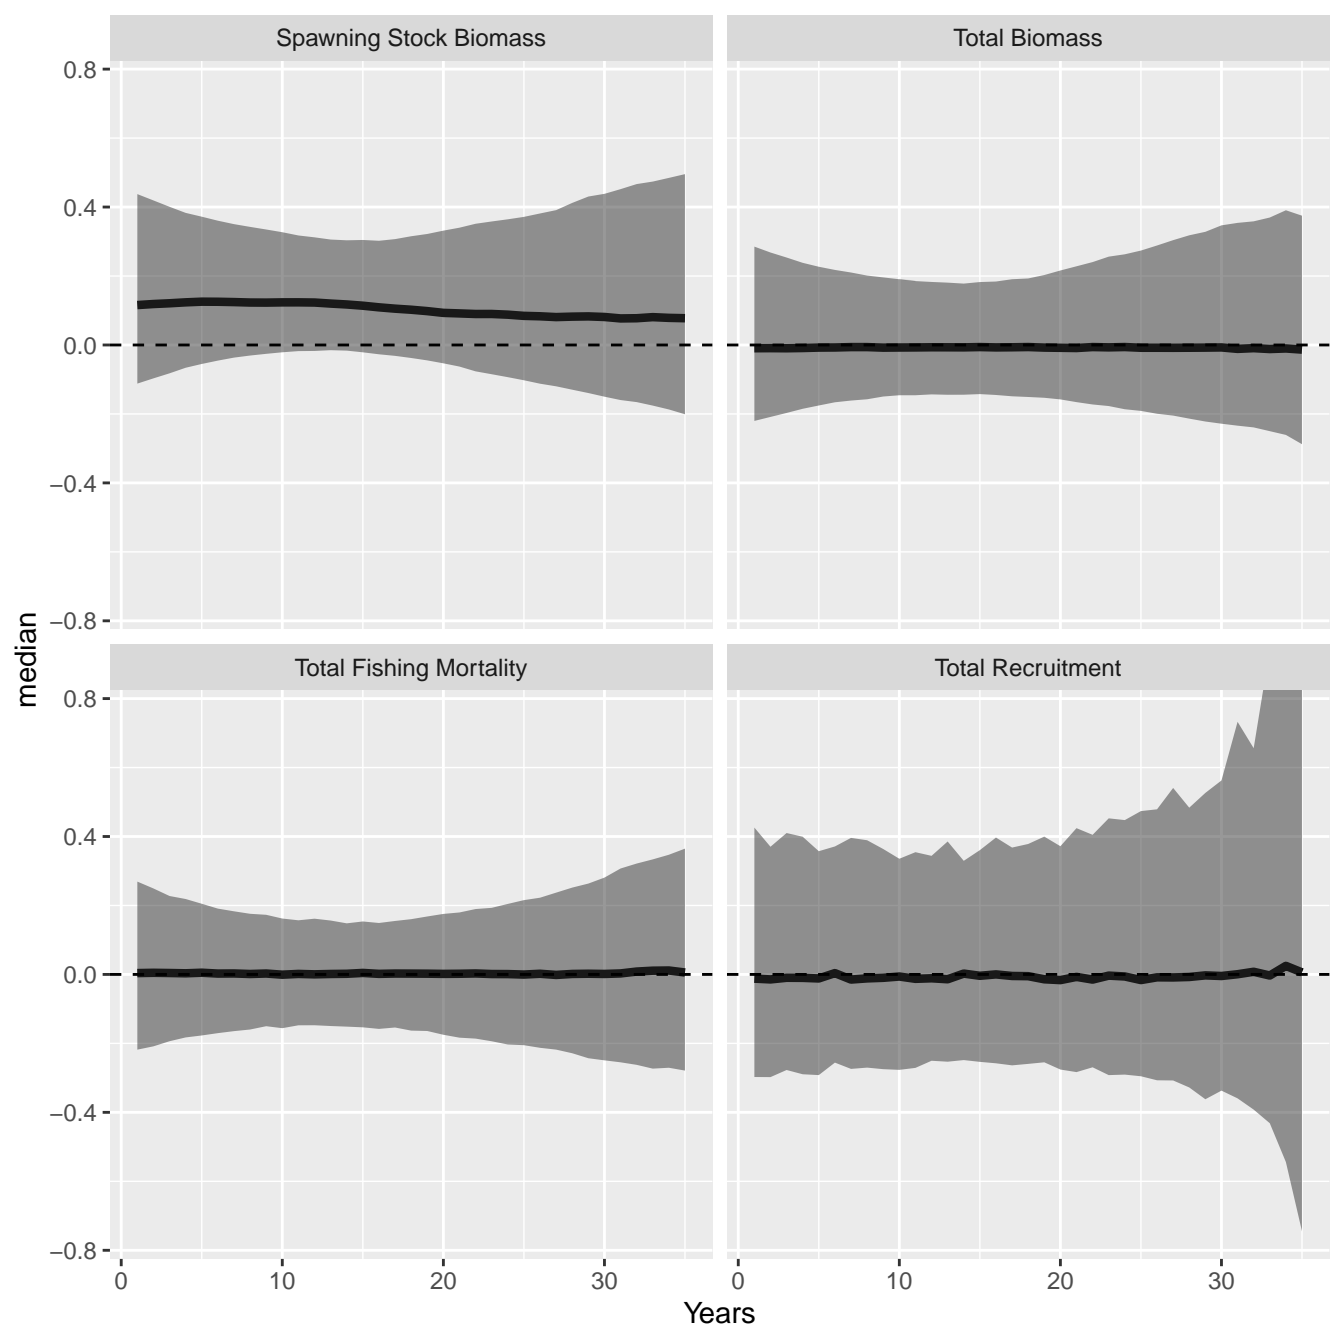 Spawning Stock Biomass
Total Biomass
0.8
0.4
0.0
−0.4
−0.8
median
Total Fishing Mortality
Total Recruitment
0.8
0.4
0.0
−0.4
−0.8
0 10 20 30
0 10 20 30
Years